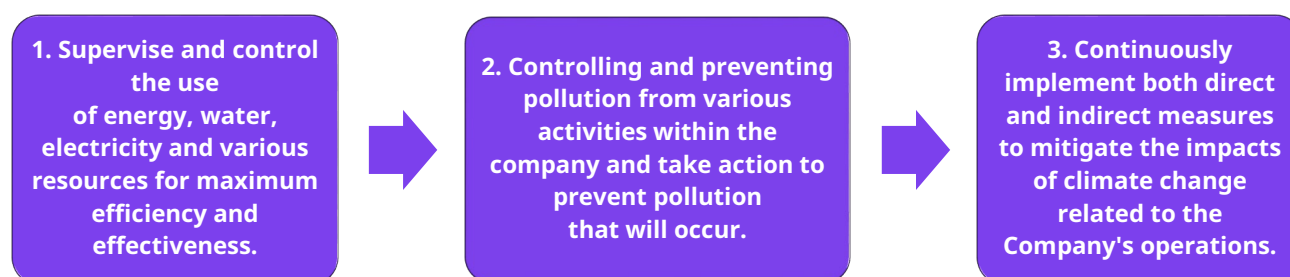 1. Supervise and control
the use
of energy, water,
electricity and various
resources for maximum
efficiency and
effectiveness.
2. Controlling and preventing
pollution from various
activities within the
company and take action to
prevent pollution
that will occur.
3. Continuously
implement both direct
and indirect measures
to mitigate the impacts
of climate change
related to the
Company's operations.